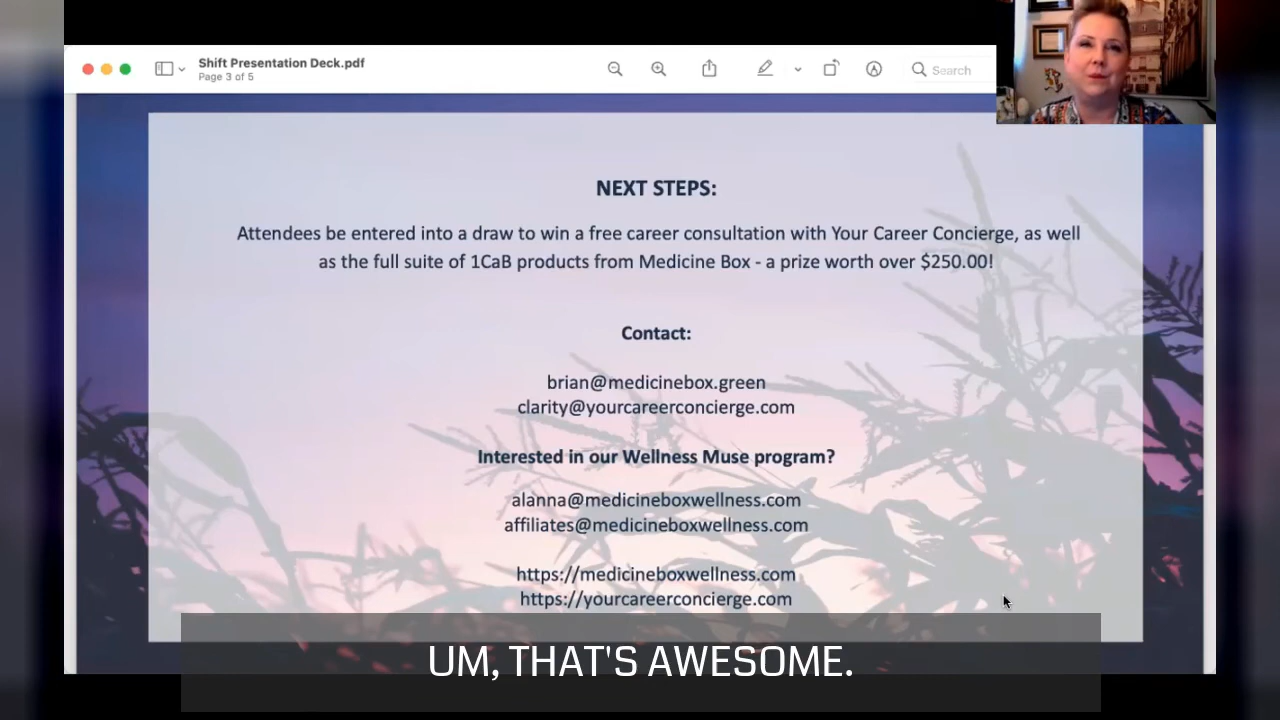 Shift Presentation Deck.pdf
Page 3 of 5
Search
NEXT STEPS:
Attendees be entered into a draw to win a free career consultation with Your Career Concierge, as well
as the full suite of 1CaB products from Medicine Box - a prize worth over $250.00!
Contact:
brian@medicinebox.green
clarity@yourcareerconcierge.com
Interested in our Wellness Muse program?
alanna@medicineboxwellness.com
affiliates@medicineboxwellness.com
https://medicineboxwellness.com
https://yourcareerconcierge.com
UM, THAT'S AWESOME.